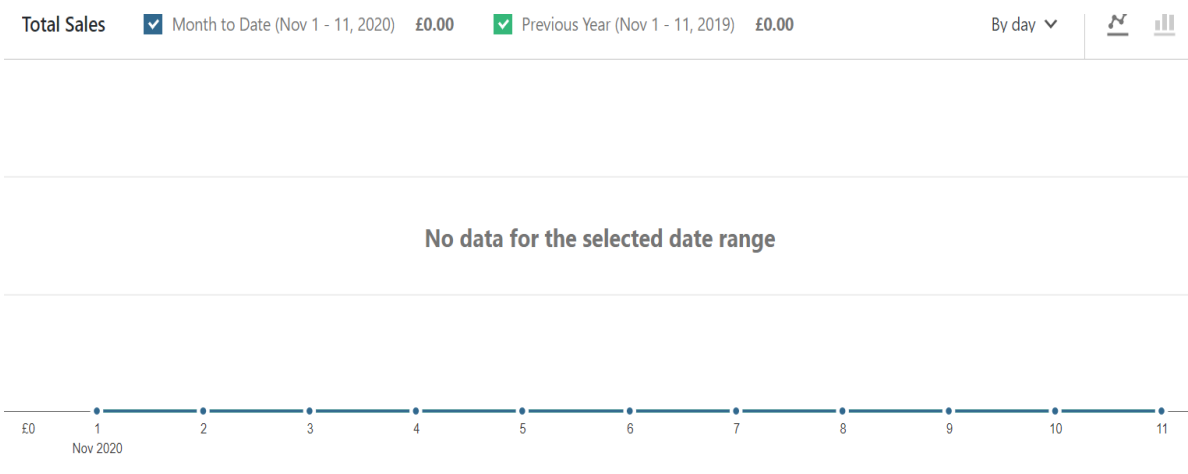 Total Sales Month to Date (Nov 1 - 11, 2020) £0.00 Previous Year (Nov 1 - 11, 2019) £0.00 By day
No data for the selected date range
£0 1 2 3 4 5 6 7 8 9 10 11
Nov 2020